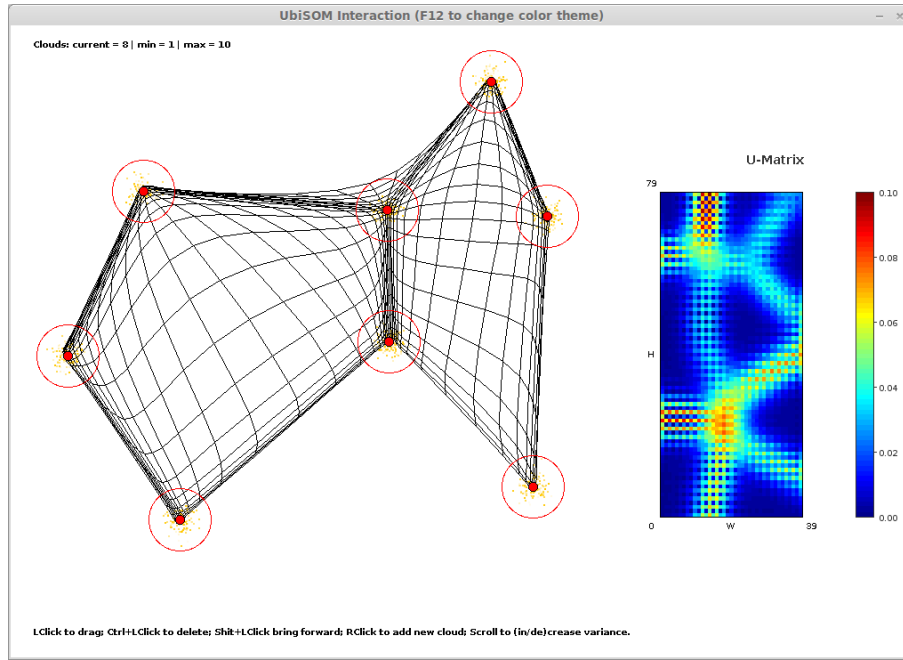 UbiSOM Interaction (F12 to change color theme)
Clouds: current = 8 | min = 1 | max = 10
U-Matrix
79
0.10
0.08
0.06
H
0.04
0.02
0.00
0
W
39
LClick to drag; Ctrl+LClick to delete; Shit+LClick bring forward; RClick to add new cloud; Scroll to (in/de)crease variance.